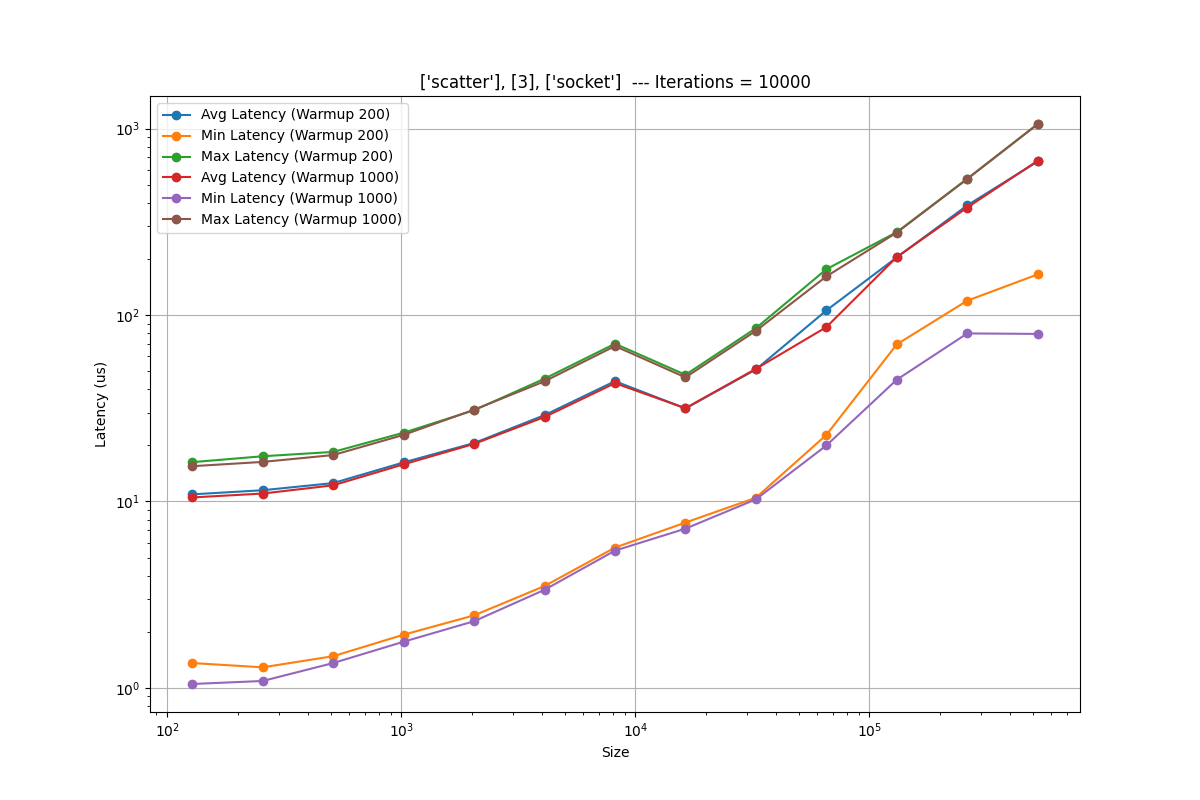 ['scatter'], [3], ['socket']  --- Iterations = 10000
Avg Latency (Warmup 200)
Min Latency (Warmup 200)
Max Latency (Warmup 200)
Avg Latency (Warmup 1000)
Min Latency (Warmup 1000)
Max Latency (Warmup 1000)
Latency (us)
10³
10²
10¹
10⁰
10² 10³ 10⁴ 10⁵
Size